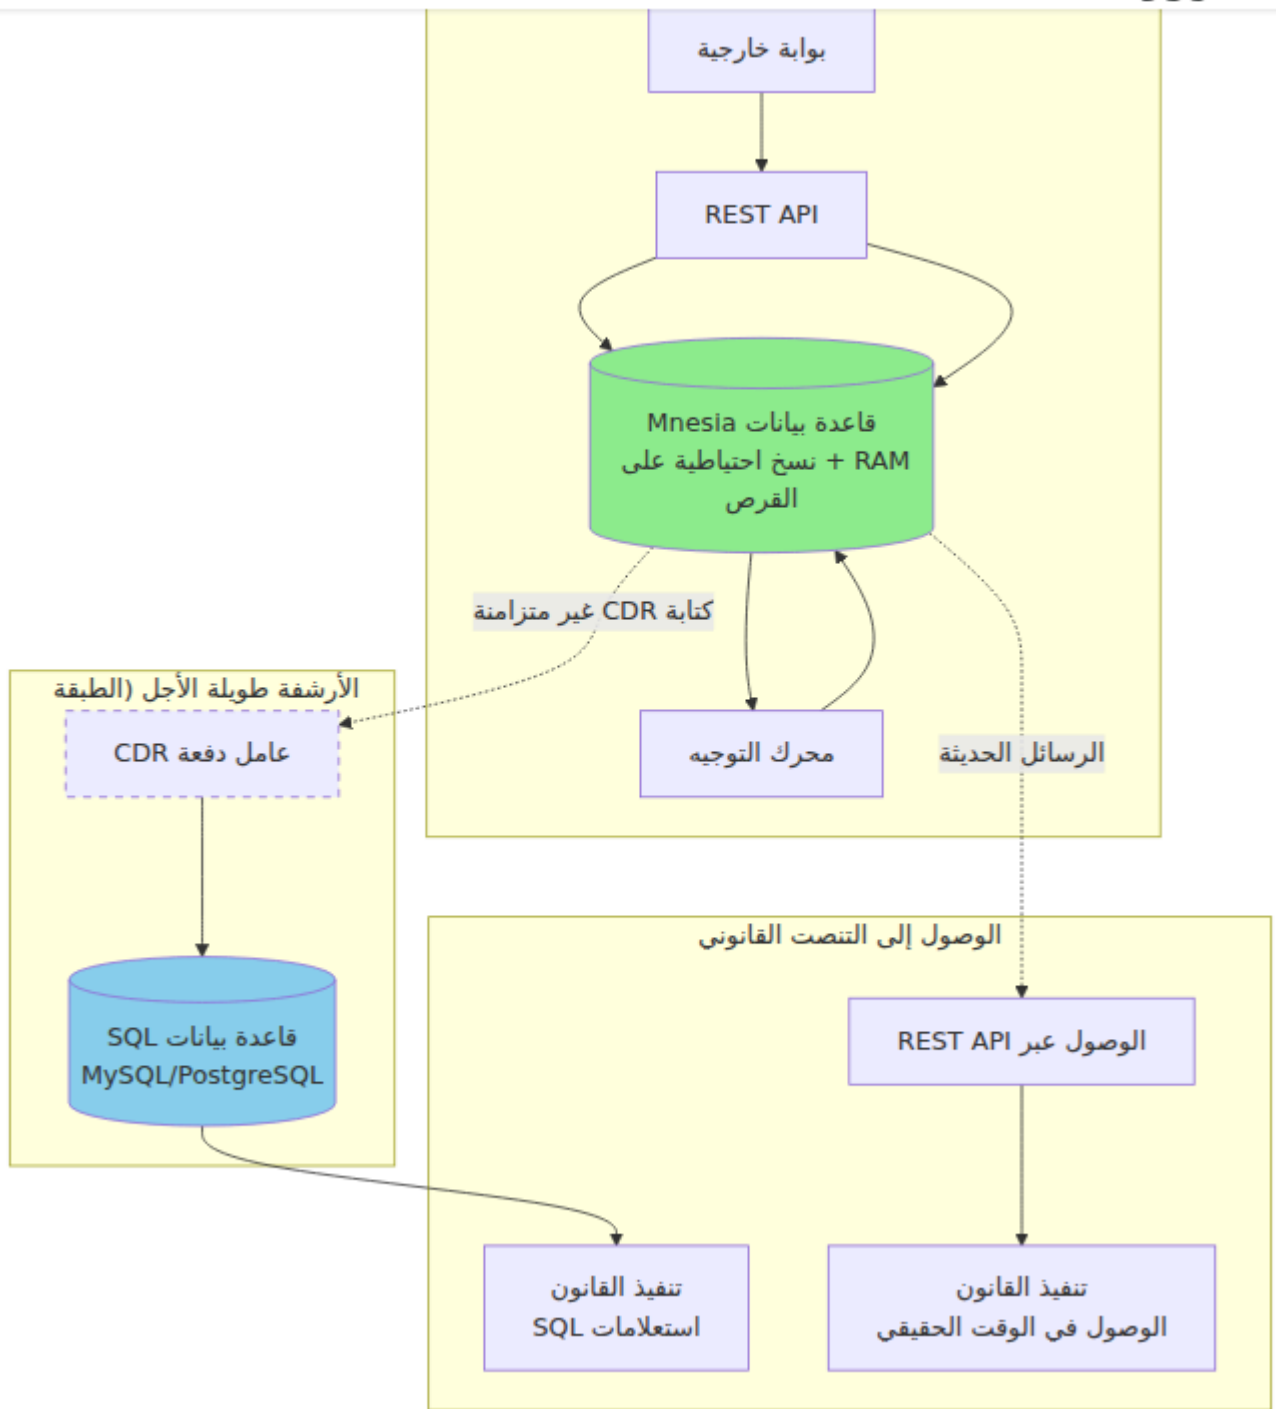 بوابة خارجية
REST API
قاعدة بيانات Mnesia
RAM + نسخ احتياطية على
القرص
كتابة CDR غير متزامنة
الأرشفة طويلة الأجل (الطبقة
عامل دفعة CDR
محرك التوجيه
الرسائل الحديثة
الوصول إلى التنصت القانوني
قاعدة بيانات SQL
MySQL/PostgreSQL
الوصول عبر REST API
تنفيذ القانون
استعلامات SQL
تنفيذ القانون
الوصول في الوقت الحقيقي